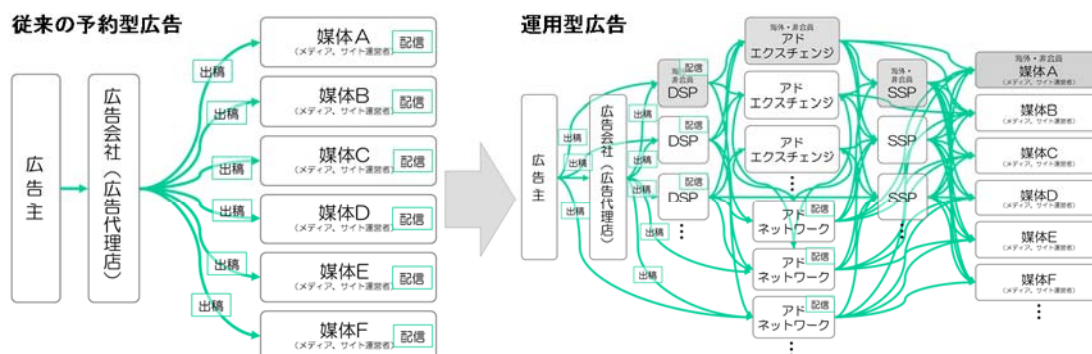 従来の予約型広告
広告主
広告会社（広告代理店）
出稿
出稿
出稿
出稿
出稿
出稿
媒体A
（メディア、サイト運営者）
配信
媒体B
（メディア、サイト運営者）
配信
媒体C
（メディア、サイト運営者）
配信
媒体D
（メディア、サイト運営者）
配信
媒体E
（メディア、サイト運営者）
配信
媒体F
（メディア、サイト運営者）
配信
運用型広告
広告主
広告会社（広告代理店）
出稿
出稿
出稿
出稿
出稿
出稿
出稿
出稿
出稿
出稿
海外・
非会員
DSP
配信
DSP
配信
DSP
配信
⋮
海外・非会員
アド
エクスチェンジ
アド
エクスチェンジ
アド
エクスチェンジ
⋮
アド
ネットワーク
配信
アド
ネットワーク
配信
アド
ネットワーク
配信
⋮
海外・
非会員
SSP
SSP
SSP
⋮
海外・非会員
媒体A
（メディア、サイト運営者）
媒体B
（メディア、サイト運営者）
媒体C
（メディア、サイト運営者）
媒体D
（メディア、サイト運営者）
媒体E
（メディア、サイト運営者）
媒体F
（メディア、サイト運営者）
⋮